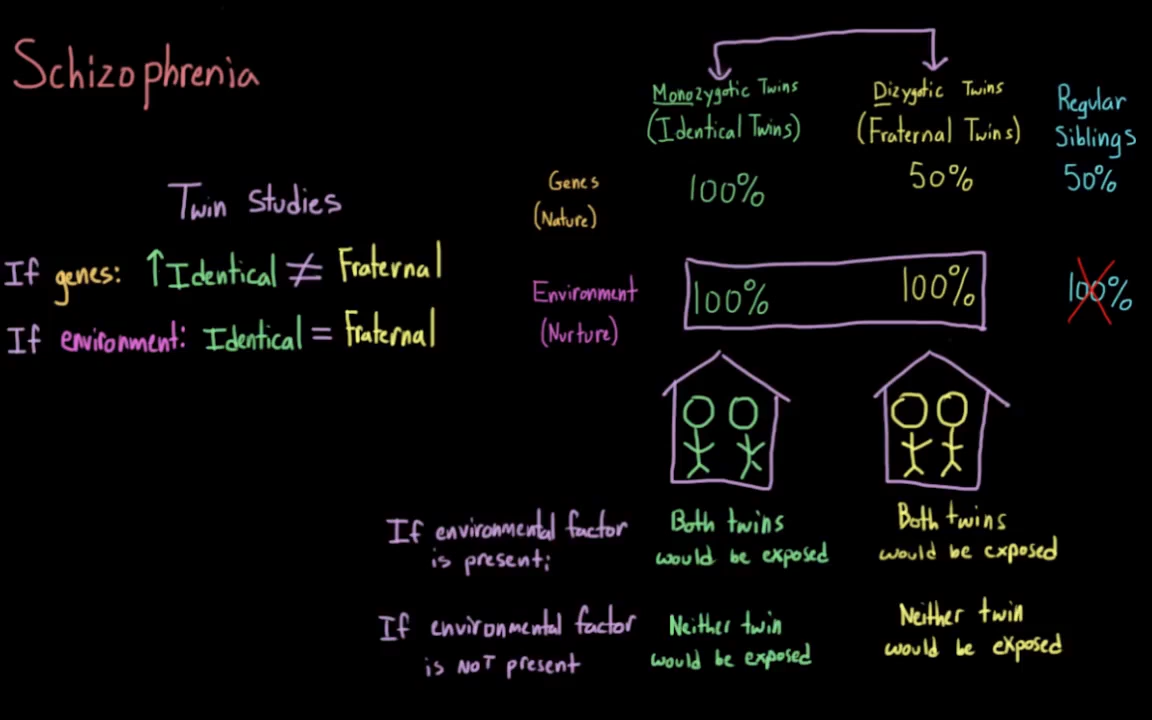 Schizophrenia
Twin Studies
If genes: ↑Identical ≠ Fraternal
If environment: Identical = Fraternal
Monozygotic Twins
(Identical Twins)
Dizygotic Twins
(Fraternal Twins)
Regular
Siblings
Genes
(Nature)
100%
50%
50%
Environment
(Nurture)
100%
100%
100%
If environmental factor
is present:
Both twins
would be exposed
Both twins
would be exposed
If environmental factor
is NOT present
Neither twin
would be exposed
Neither twin
would be exposed